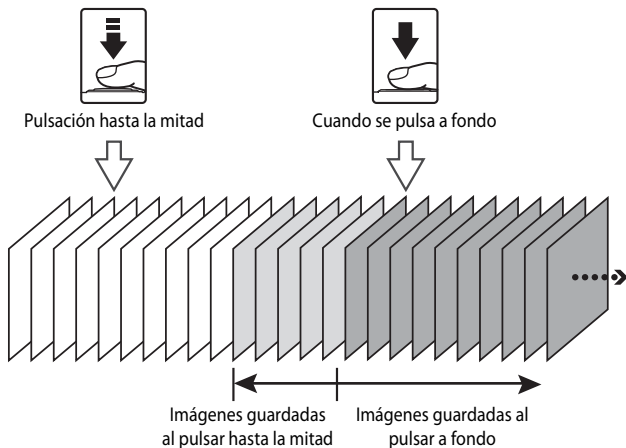 Pulsación hasta la mitad
Cuando se pulsa a fondo
Imágenes guardadas
al pulsar hasta la mitad
Imágenes guardadas al
pulsar a fondo